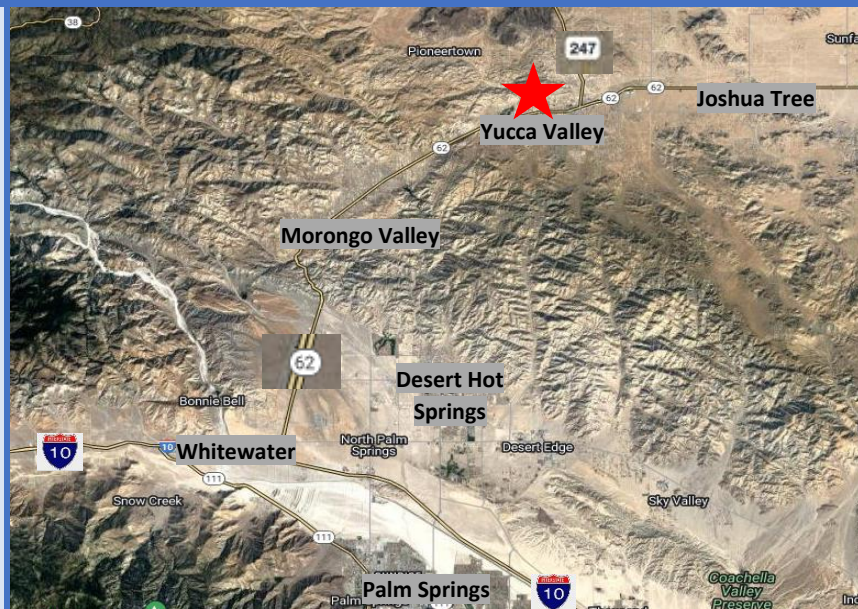 38
Pioneertown
247
Sunfa
62
62
Joshua Tree
Yucca Valley
62
Morongo Valley
62
Desert Hot
Springs
Bonnie Bell
10
10
Whitewater
North Palm
Springs
Desert Edge
111
Snow Creek
Sky Valley
111
Palm Springs
10
Coachella
Valley
Preserve
Palm
Ind